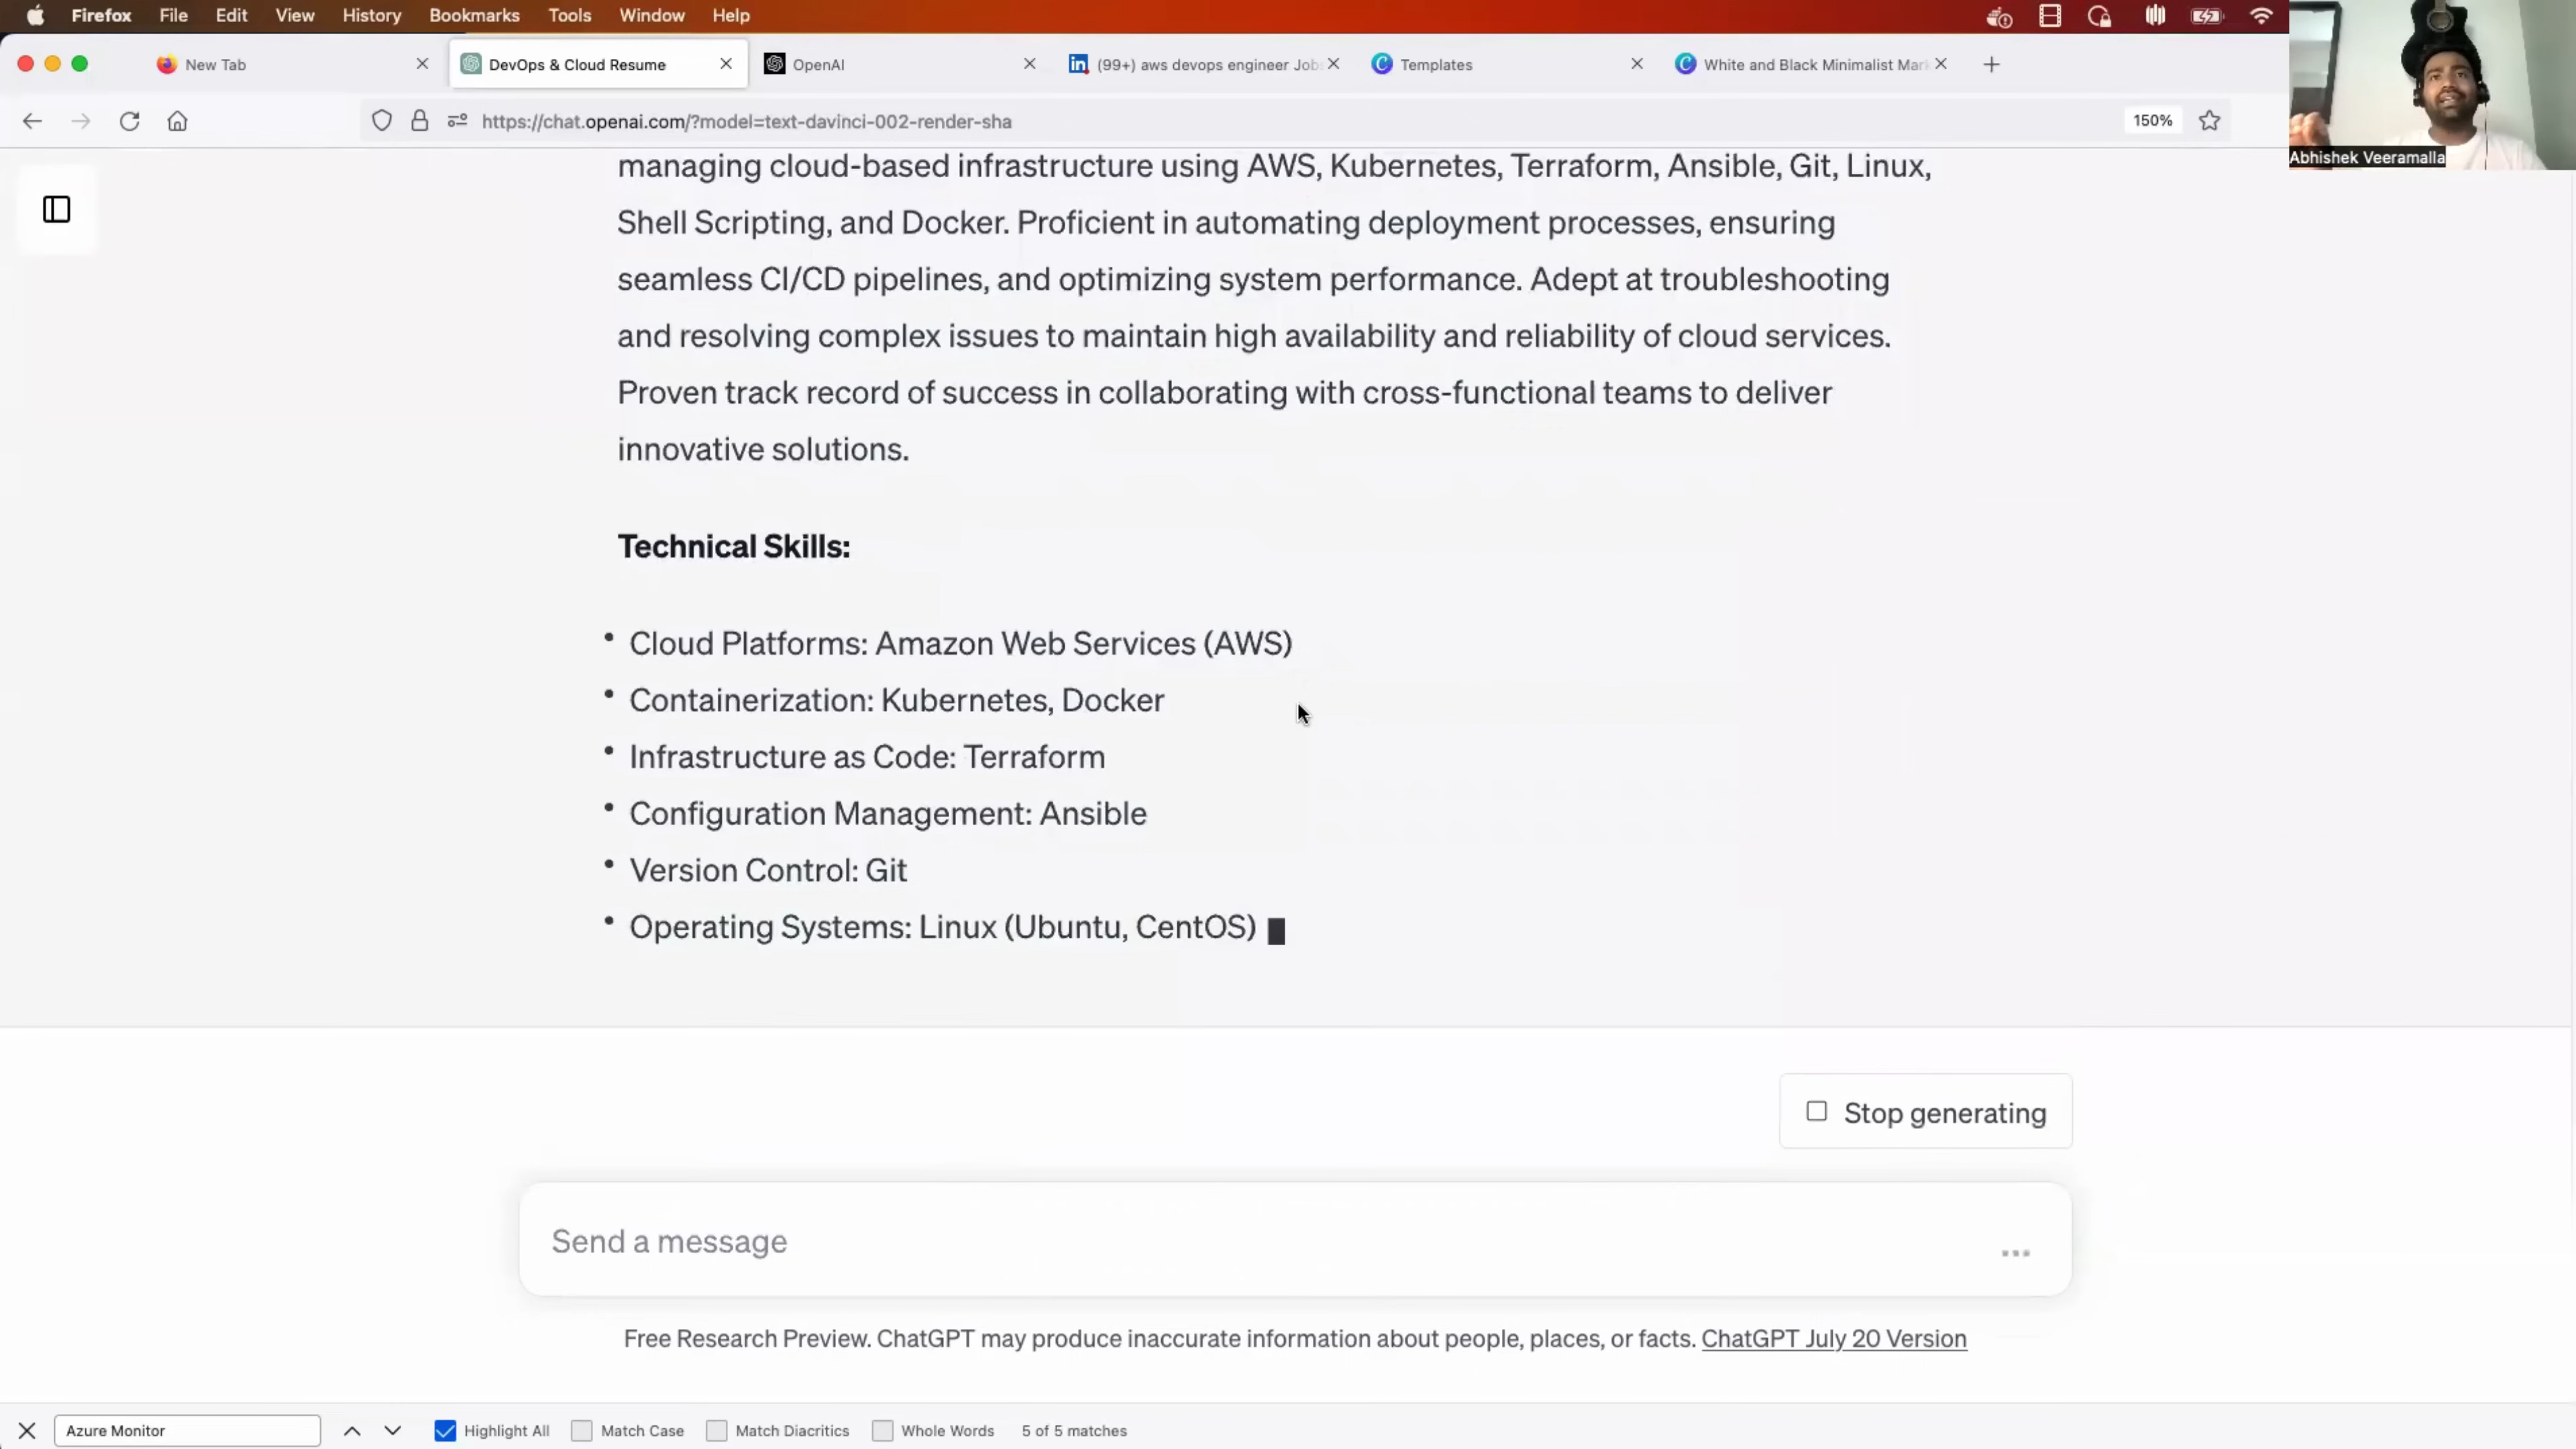 Firefox File Edit View History Bookmarks Tools Window Help
New Tab
DevOps & Cloud Resume
OpenAI
in (99+) aws devops engineer Job
Templates
White and Black Minimalist Mar
https://chat.openai.com/?model=text-davinci-002-render-sha
150%
Abhishek Veeramalla
managing cloud-based infrastructure using AWS, Kubernetes, Terraform, Ansible, Git, Linux,
Shell Scripting, and Docker. Proficient in automating deployment processes, ensuring
seamless CI/CD pipelines, and optimizing system performance. Adept at troubleshooting
and resolving complex issues to maintain high availability and reliability of cloud services.
Proven track record of success in collaborating with cross-functional teams to deliver
innovative solutions.
Technical Skills:
• Cloud Platforms: Amazon Web Services (AWS)
• Containerization: Kubernetes, Docker
• Infrastructure as Code: Terraform
• Configuration Management: Ansible
• Version Control: Git
• Operating Systems: Linux (Ubuntu, CentOS)
Stop generating
Send a message
Free Research Preview. ChatGPT may produce inaccurate information about people, places, or facts. ChatGPT July 20 Version
Azure Monitor
Highlight All Match Case Match Diacritics Whole Words 5 of 5 matches